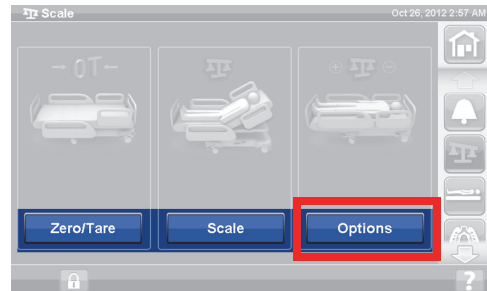 Scale
Oct 26, 2012 2:57 AM
→ 0T ←
Zero/Tare
Scale
Options
?